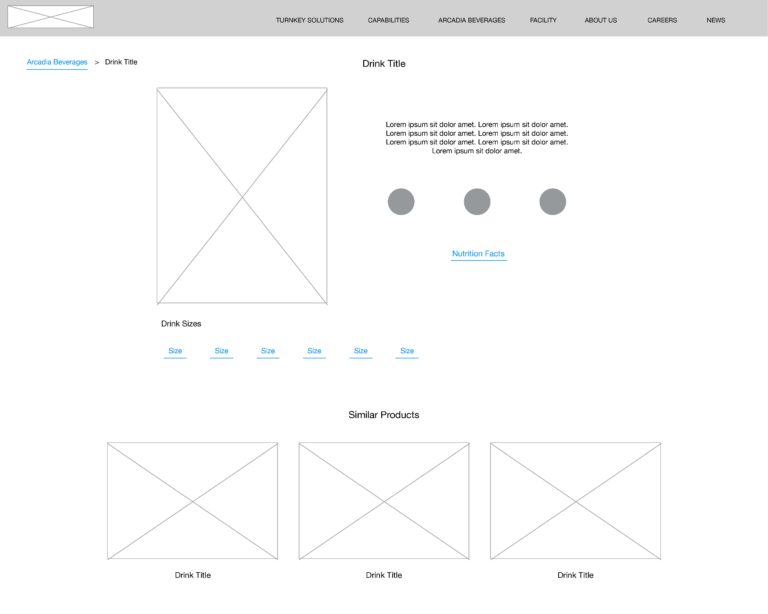 TURNKEY SOLUTIONS CAPABILITIES ARCADIA BEVERAGES FACILITY ABOUT US CAREERS NEWS
Arcadia Beverages > Drink Title
Drink Title
Lorem ipsum sit dolor amet. Lorem ipsum sit dolor amet.
Lorem ipsum sit dolor amet. Lorem ipsum sit dolor amet.
Lorem ipsum sit dolor amet. Lorem ipsum sit dolor amet.
Lorem ipsum sit dolor amet.
Nutrition Facts
Drink Sizes
Size Size Size Size Size Size
Similar Products
Drink Title Drink Title Drink Title